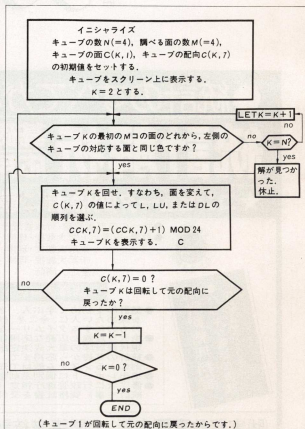 イニシャライズ
キューブの数N(=4), 調べる面の数M(=4),
キューブの面C(K,I), キューブの配向C(K,7)
の初期値をセットする.
キューブをスクリーン上に表示する.
K=2とする.
LETK=K+1
キューブKの最初のMコの面のどれか, 左側の
キューブの対応する面と同じ色ですか?
no
K=N?
no
yes
yes
解が見つか
った.
休止.
キューブKを回せ. すなわち, 面を変えて,
C(K,7) の値によってL, LU, またはDLの
順列を選ぶ.
CCK,7)=(CCK,7)+1) MOD 24
キューブKを表示する. C
C(K,7)=0?
キューブKは回転して元の配向に
戻ったか?
no
yes
K=K-1
no
K=0?
yes
END
(キューブ1が回転して元の配向に戻ったからです.)